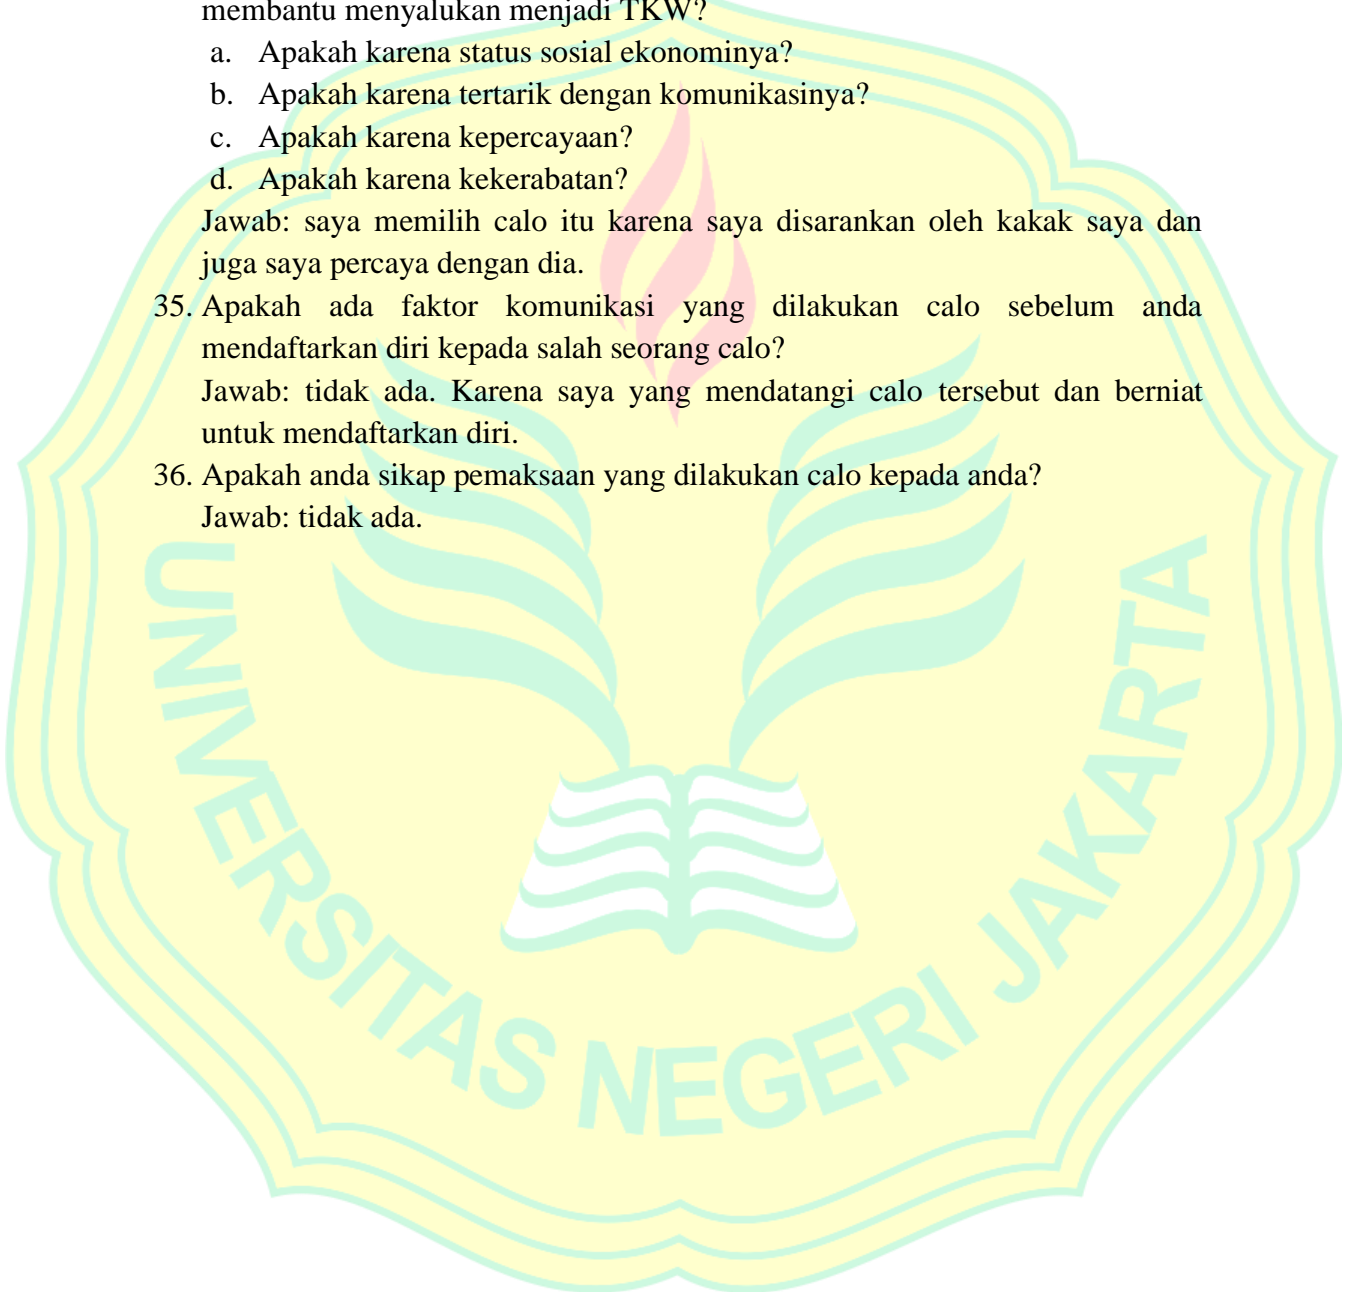 membantu menyalukan menjadi TKW?
a. Apakah karena status sosial ekonominya?
b. Apakah karena tertarik dengan komunikasinya?
c. Apakah karena kepercayaan?
d. Apakah karena kekerabatan?
Jawab: saya memilih calo itu karena saya disarankan oleh kakak saya dan
juga saya percaya dengan dia.
35. Apakah ada faktor komunikasi yang dilakukan calo sebelum anda
mendaftarkan diri kepada salah seorang calo?
Jawab: tidak ada. Karena saya yang mendatangi calo tersebut dan berniat
untuk mendaftarkan diri.
36. Apakah anda sikap pemaksaan yang dilakukan calo kepada anda?
Jawab: tidak ada.
UNIVERSITAS NEGERI JAKARTA